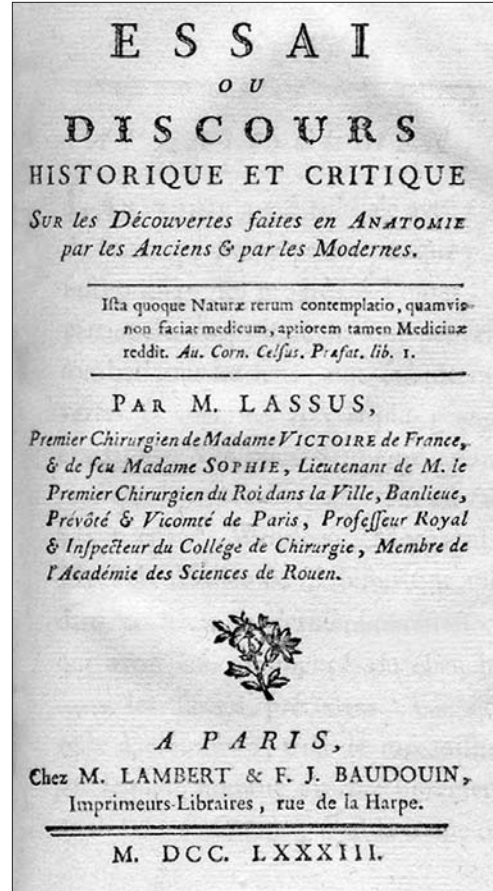 ESSAI
OU
DISCOURS
HISTORIQUE ET CRITIQUE
SUR les Découvertes faites en ANATOMIE
par les Anciens & par les Modernes.
Iſta quoque Naturæ rerum contemplatio, quamvis
non faciat medicum, aptiorem tamen Medicinæ
reddit. Au. Corn. Celſus. Præfat. lib. I.
PAR M. LASSUS,
Premier Chirurgien de Madame VICTOIRE de France,
& de feu Madame SOPHIE, Lieutenant de M. le
Premier Chirurgien du Roi dans la Ville, Banlieue,
Prévôté & Vicomté de Paris, Profeſſeur Royal
& Inſpecteur du Collége de Chirurgie, Membre de
l'Académie des Sciences de Rouen.
A PARIS,
Chez M. LAMBERT & F. J. BAUDOUIN,
Imprimeurs-Libraires, rue de la Harpe.
M. DCC. LXXXIII.